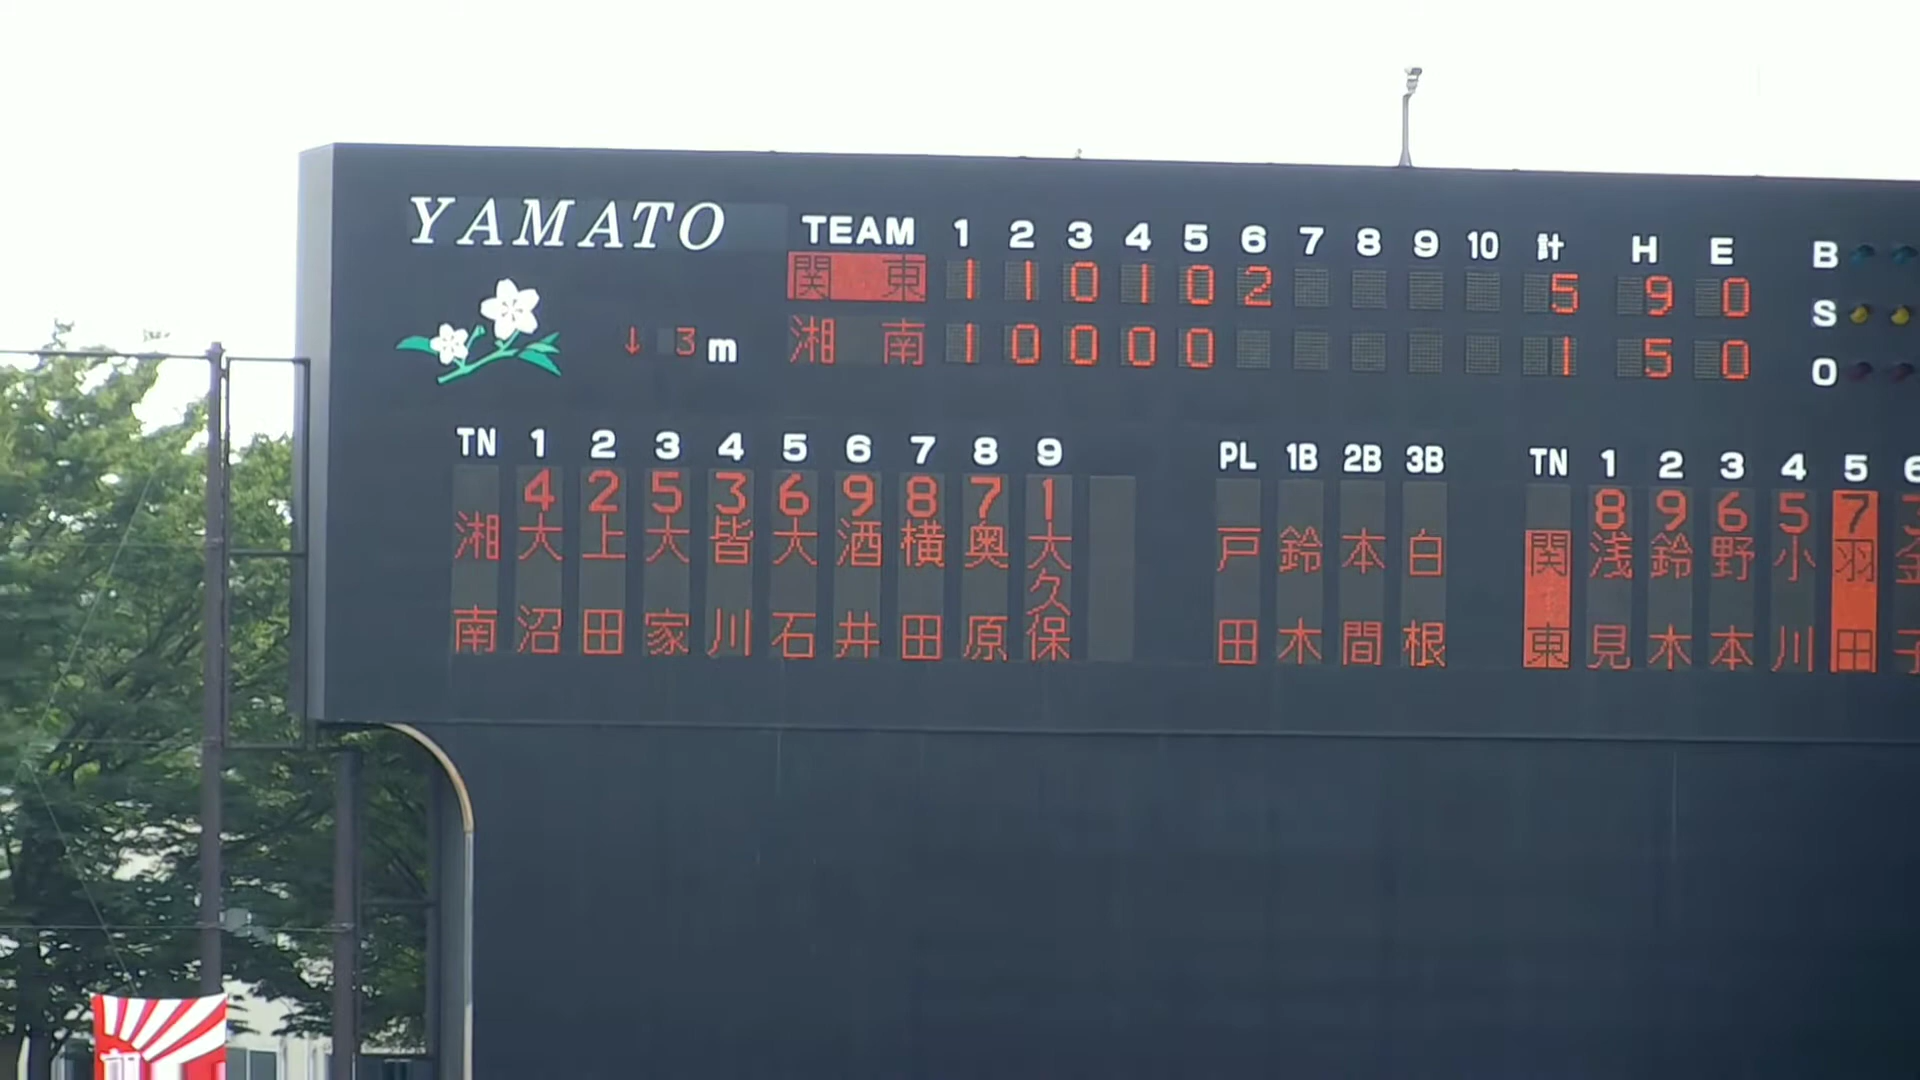 YAMATO
TEAM 1 2 3 4 5 6 7 8 9 10 計 H E B
関東 1 1 0 1 0 2 5 9 0
↓ 3 m
湘南 1 0 0 0 0 1 5 0
S
O
TN 1 2 3 4 5 6 7 8 9
4 2 5 3 6 9 8 7 1
湘南 大沼 上田 大家 皆川 大石 酒井 横田 奥原 大久保
PL 1B 2B 3B
戸田 鈴木 本間 白根
TN 1 2 3 4 5 6
8 9 6 5 7 3
関東 浅見 鈴木 野本 小川 羽田 金子